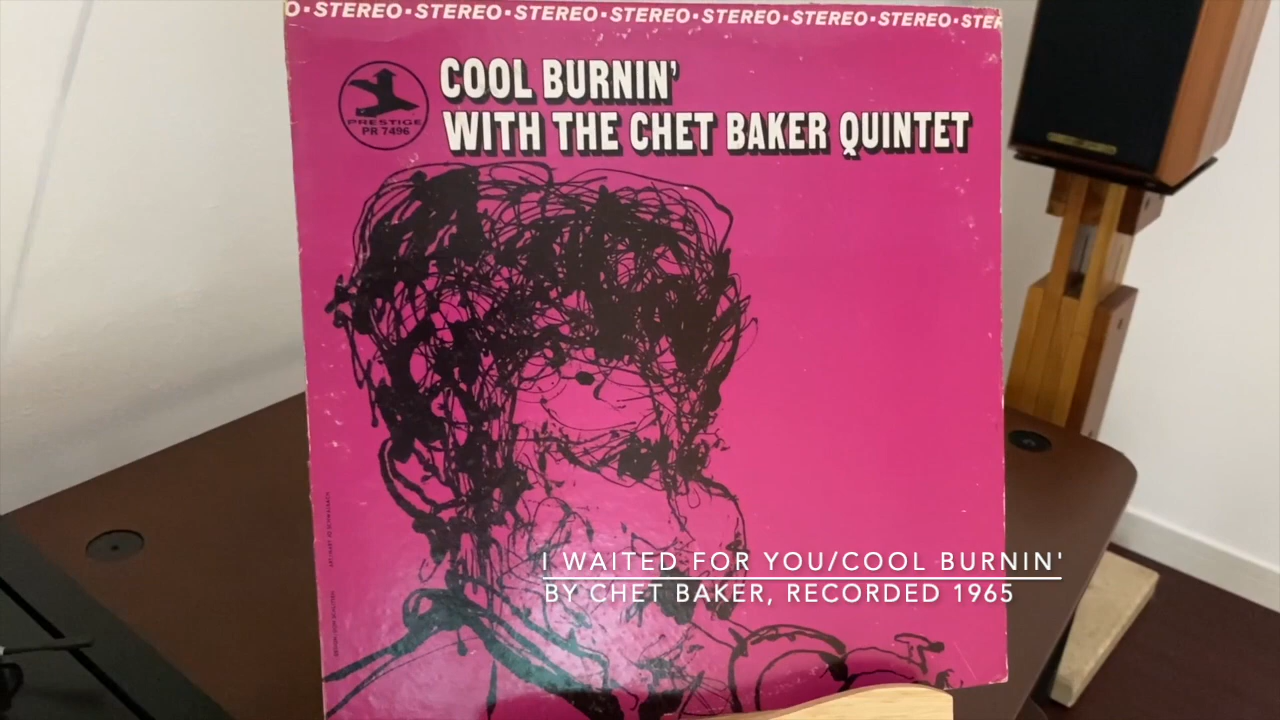 O·STEREO·STEREO·STEREO·STEREO·STEREO·STEREO·STEREO·STER
COOL BURNIN'
WITH THE CHET BAKER QUINTET
PRESTIGE
PR 7496
I WAITED FOR YOU/COOL BURNIN'
BY CHET BAKER, RECORDED 1965